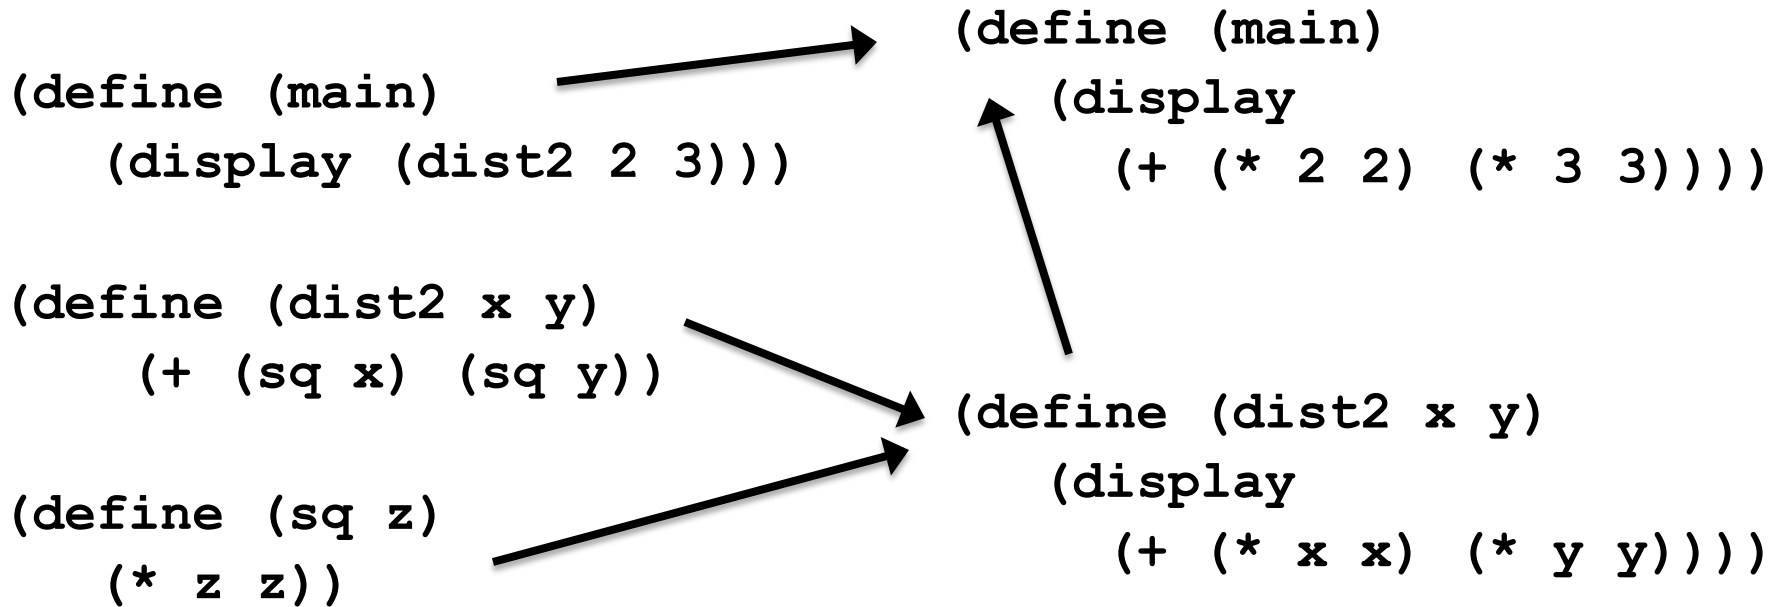 (define (main)
(display (dist2 2 3)))
(define (dist2 x y)
(+ (sq x) (sq y))
(define (sq z)
(* z z))
(define (main)
(display
(+ (* 2 2) (* 3 3))))
(define (dist2 x y)
(display
(+ (* x x) (* y y))))